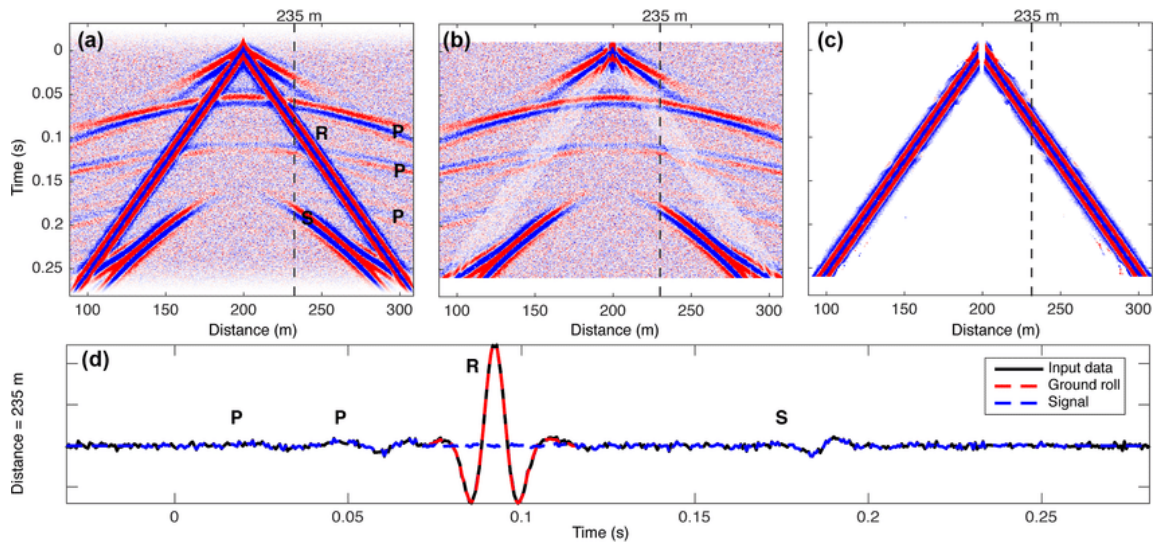 235 m 235 m 235 m
(a) (b) (c)
0
0.05
0.1
0.15
0.2
0.25
Time (s)
R P
P
S P
100 150 200 250 300 100 150 200 250 300 100 150 200 250 300
Distance (m) Distance (m) Distance (m)
(d)
Distance = 235 m
R
P P S
Input data
Ground roll
Signal
0 0.05 0.1 0.15 0.2 0.25
Time (s)